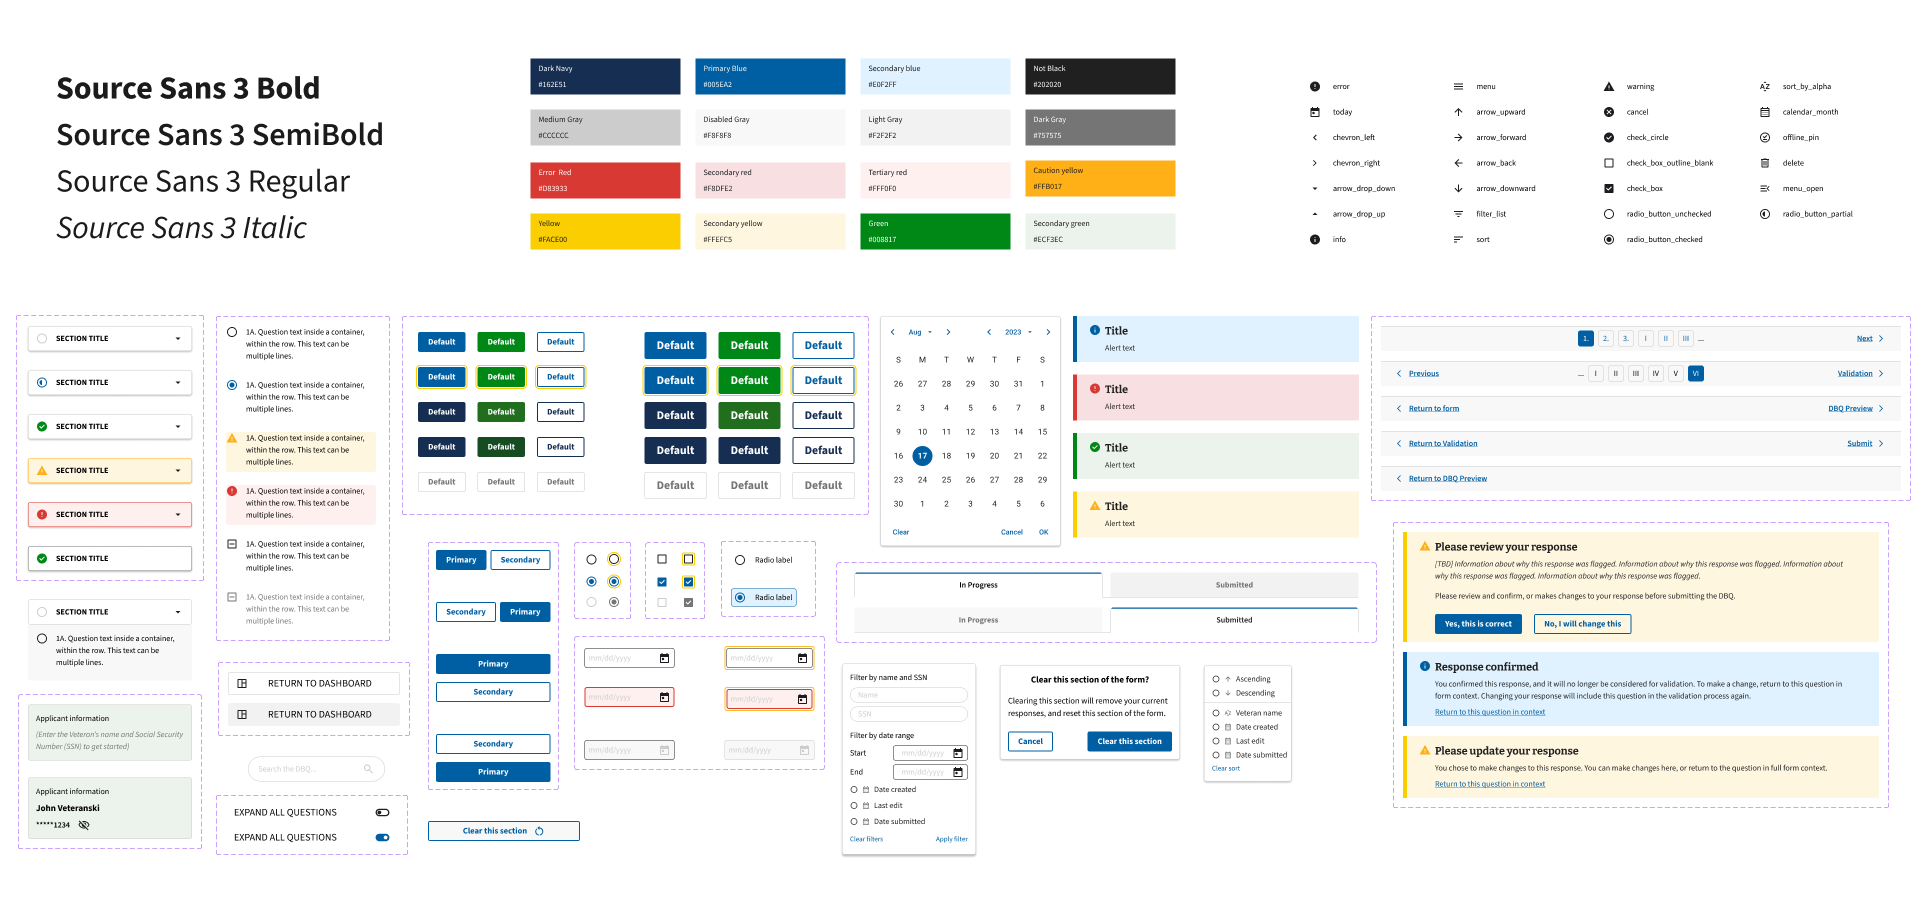 Source Sans 3 Bold
Source Sans 3 SemiBold
Source Sans 3 Regular
Source Sans 3 Italic
Dark Navy
#162E51
Primary Blue
#005EA2
Secondary blue
#E0F2FF
Not Black
#202020
Medium Gray
#CCCCCC
Disabled Gray
#F8F8F8
Light Gray
#F2F2F2
Dark Gray
#757575
Error Red
#D83933
Secondary red
#F8DFE2
Tertiary red
#FFF0F0
Caution yellow
#FFB017
Yellow
#FACE00
Secondary yellow
#FFEFC5
Green
#008817
Secondary green
#ECF3EC
error
today
chevron_left
chevron_right
arrow_drop_down
arrow_drop_up
info
menu
arrow_upward
arrow_forward
arrow_back
arrow_downward
filter_list
sort
warning
cancel
check_circle
check_box_outline_blank
check_box
radio_button_unchecked
radio_button_checked
sort_by_alpha
calendar_month
offline_pin
delete
menu_open
radio_button_partial
SECTION TITLE
SECTION TITLE
SECTION TITLE
SECTION TITLE
SECTION TITLE
SECTION TITLE
SECTION TITLE
1A. Question text inside a container,
within the row. This text can be
multiple lines.
Applicant information
(Enter the Veteran's name and Social Security
Number (SSN) to get started)
Applicant information
John Veteranski
*****1234
1A. Question text inside a container,
within the row. This text can be
multiple lines.
1A. Question text inside a container,
within the row. This text can be
multiple lines.
1A. Question text inside a container,
within the row. This text can be
multiple lines.
1A. Question text inside a container,
within the row. This text can be
multiple lines.
1A. Question text inside a container,
within the row. This text can be
multiple lines.
1A. Question text inside a container,
within the row. This text can be
multiple lines.
RETURN TO DASHBOARD
RETURN TO DASHBOARD
Search the DBQ...
EXPAND ALL QUESTIONS
EXPAND ALL QUESTIONS
Default Default Default Default Default Default
Default Default Default Default Default Default
Default Default Default Default Default Default
Default Default Default Default Default Default
Default Default Default Default Default Default
Primary Secondary
Secondary Primary
Primary
Secondary
Secondary
Primary
Clear this section
Radio label
Radio label
mm/dd/yyyy mm/dd/yyyy
mm/dd/yyyy mm/dd/yyyy
mm/dd/yyyy mm/dd/yyyy
Aug 2023
S M T W T F S
26 27 28 29 30 31 1
2 3 4 5 6 7 8
9 10 11 12 13 14 15
16 17 18 19 20 21 22
23 24 25 26 27 28 29
30 1 2 3 4 5 6
Clear Cancel OK
Title
Alert text
Title
Alert text
Title
Alert text
Title
Alert text
In Progress Submitted
In Progress Submitted
Filter by name and SSN
Name
SSN
Filter by date range
Start mm/dd/yyyy
End mm/dd/yyyy
Date created
Last edit
Date submitted
Clear filters Apply filter
Clear this section of the form?
Clearing this section will remove your current
responses, and reset this section of the form.
Cancel Clear this section
Ascending
Descending
Veteran name
Date created
Last edit
Date submitted
Clear sort
1. 2. 3. I II III ... Next
Previous ... I II III IV V VI Validation
Return to form DBQ Preview
Return to Validation Submit
Return to DBQ Preview
Please review your response
[TBD] Information about why this response was flagged. Information about why this response was flagged. Information about
why this response was flagged. Information about why this response was flagged.
Please review and confirm, or makes changes to your response before submitting the DBQ.
Yes, this is correct No, I will change this
Response confirmed
You confirmed this response, and it will no longer be considered for validation. To make a change, return to this question in
form context. Changing your response will include this question in the validation process again.
Return to this question in context
Please update your response
You chose to make changes to this response. You can make changes here, or return to the question in full form context.
Return to this question in context